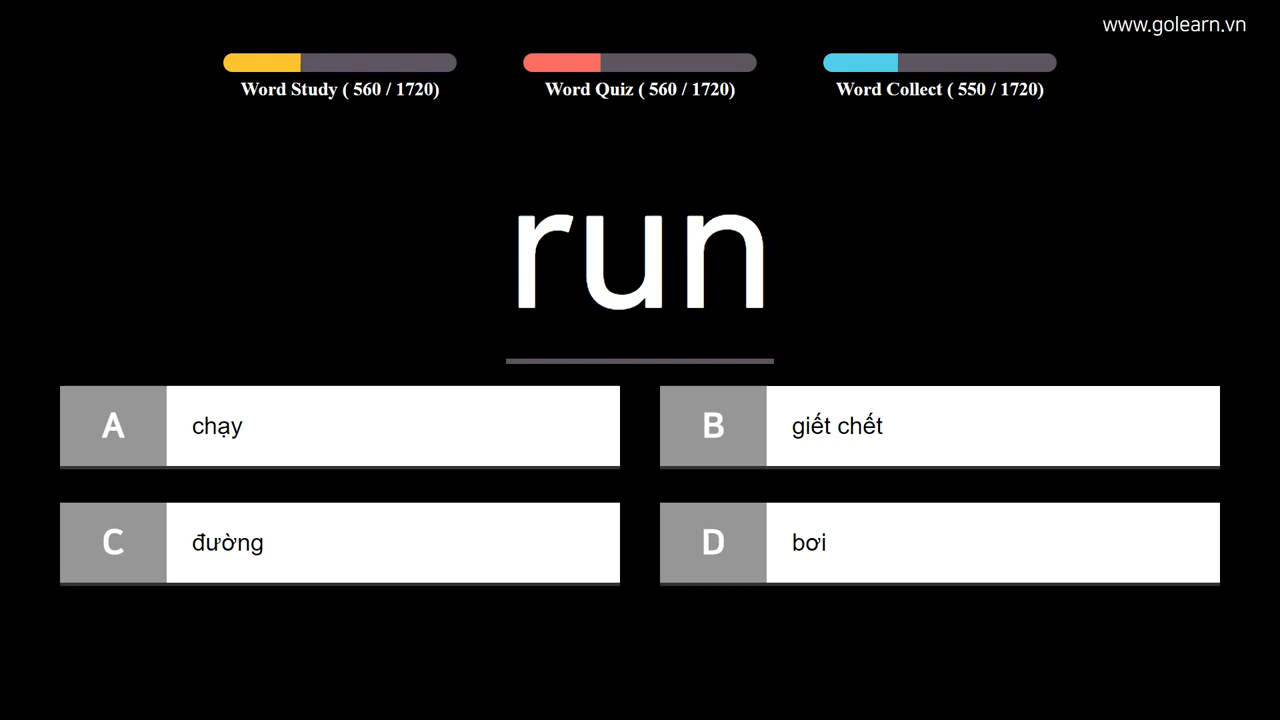 www.golearn.vn
Word Study ( 560 / 1720)
Word Quiz ( 560 / 1720)
Word Collect ( 550 / 1720)
run
A chạy
B giết chết
C đường
D bơi